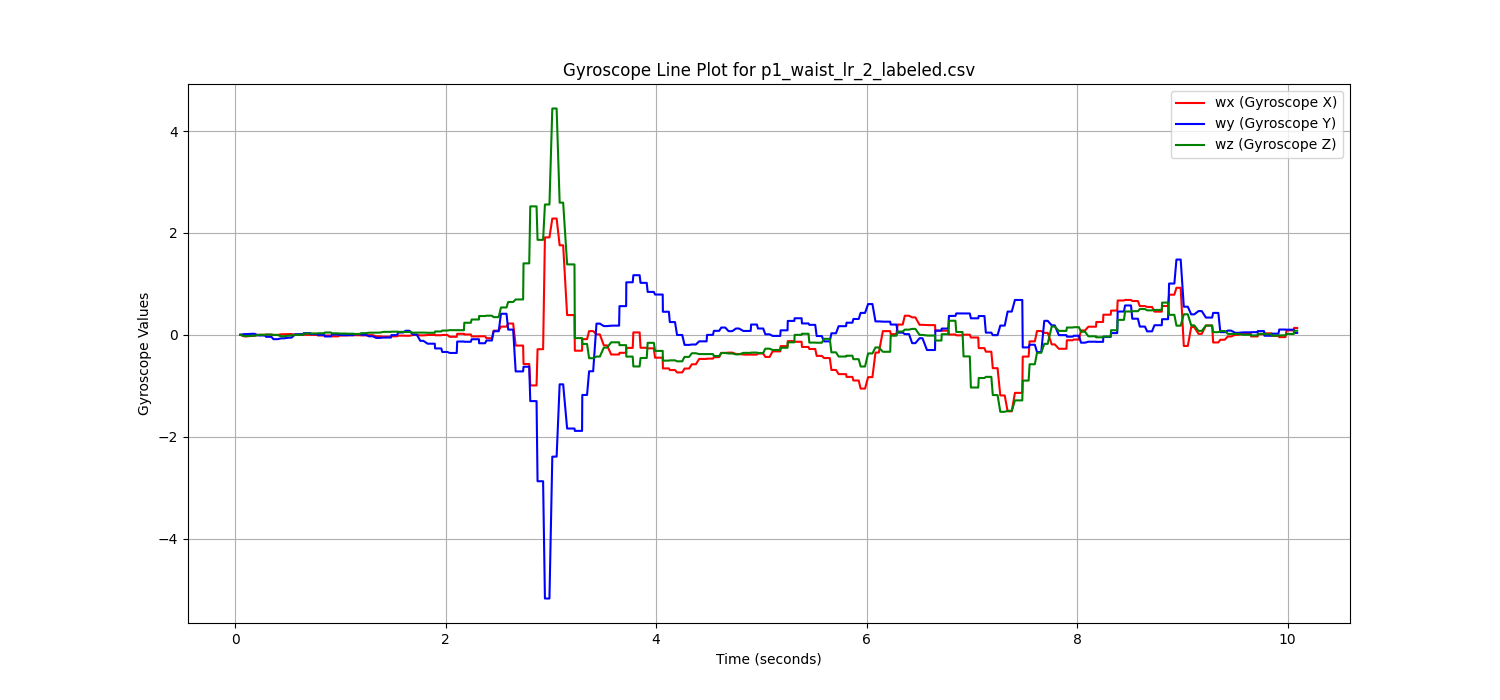 Gyroscope Line Plot for p1_waist_lr_2_labeled.csv
wx (Gyroscope X)
wy (Gyroscope Y)
wz (Gyroscope Z)
Gyroscope Values
4
2
0
−2
−4
0 2 4 6 8 10
Time (seconds)